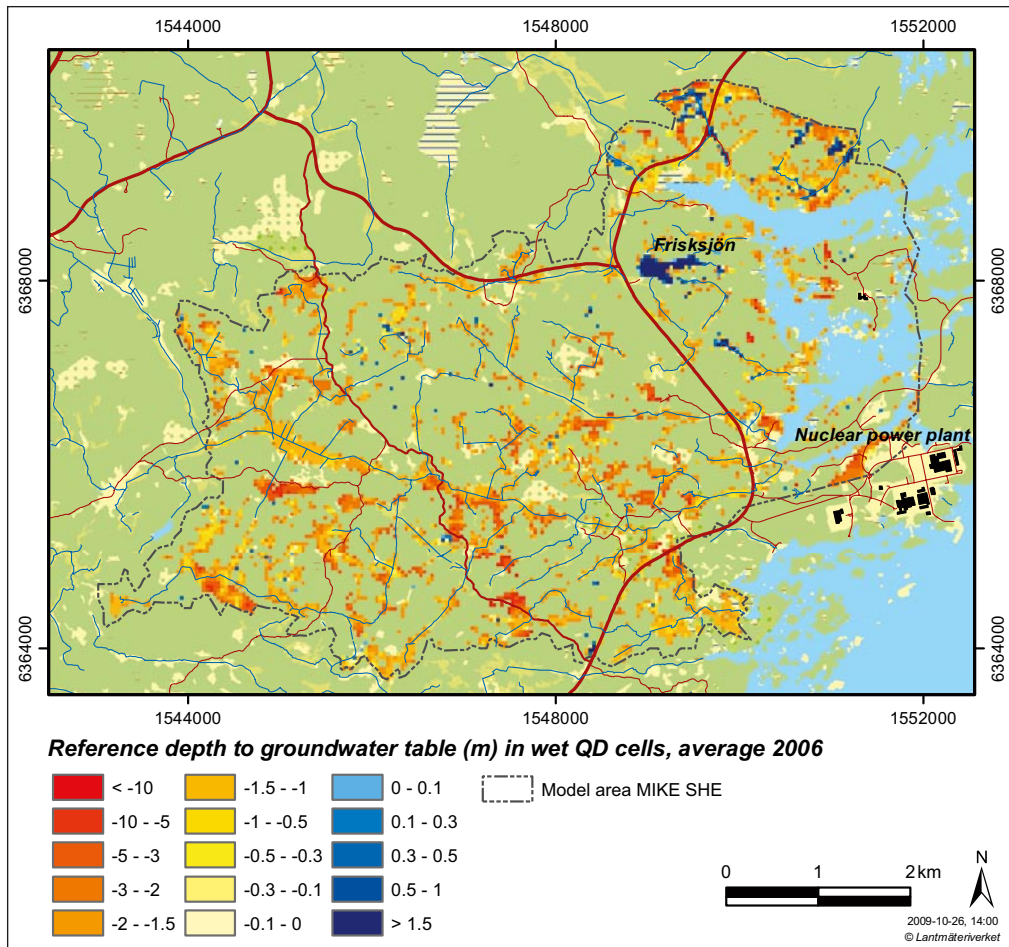 1544000 1548000 1552000
Frisksjön
6368000 6368000
Nuclear power plant
6364000 6364000
1544000 1548000 1552000
Reference depth to groundwater table (m) in wet QD cells, average 2006
< -10 -1.5 - -1 0 - 0.1 Model area MIKE SHE
-10 - -5 -1 - -0.5 0.1 - 0.3
-5 - -3 -0.5 - -0.3 0.3 - 0.5
-3 - -2 -0.3 - -0.1 0.5 - 1
-2 - -1.5 -0.1 - 0 > 1.5
0 1 2 km
N
2009-10-26, 14:00
© Lantmäteriverket